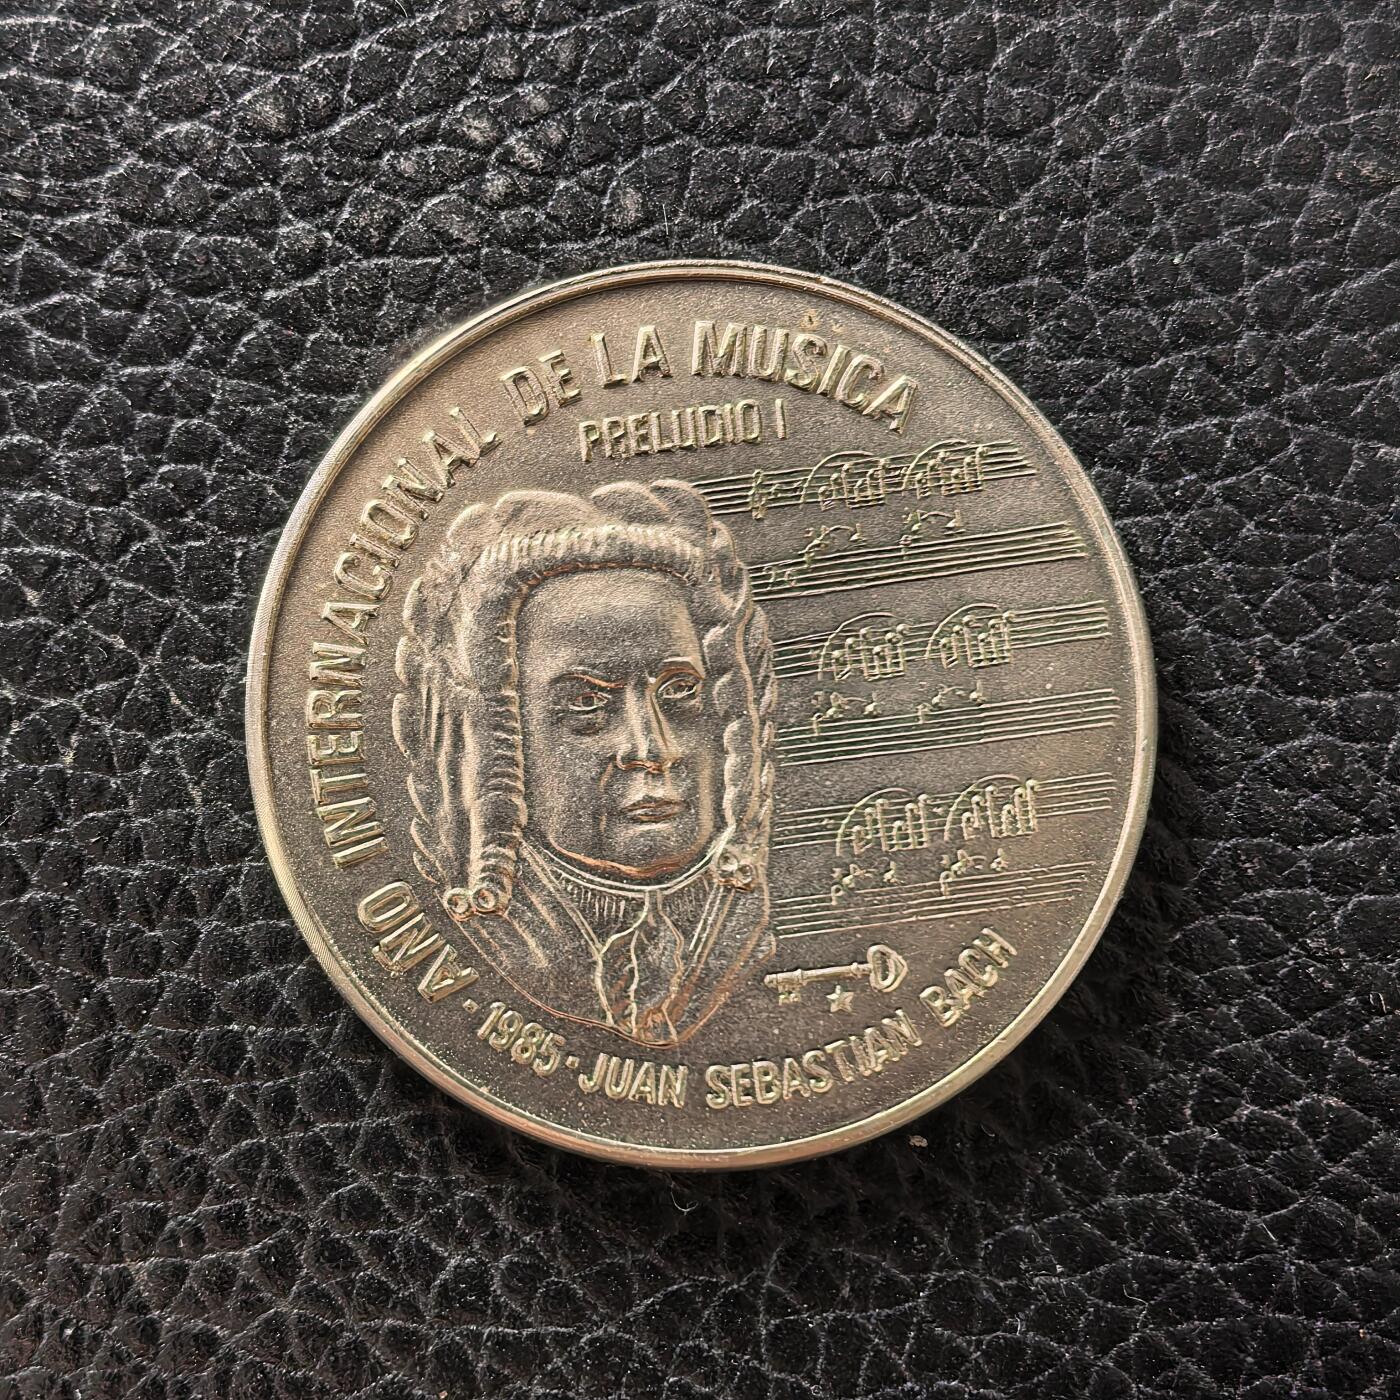 AÑO INTERNACIONAL DE LA MUSICA
PRELUDIO I
· 1985 · JUAN SEBASTIAN BACH